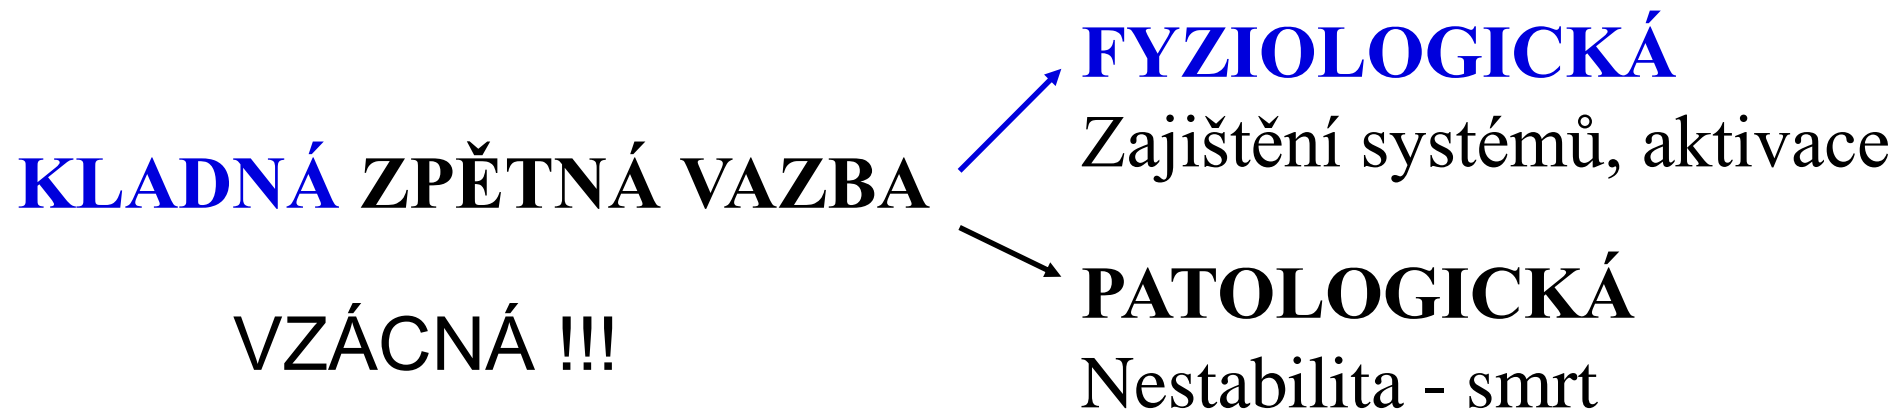 KLADNÁ ZPĚTNÁ VAZBA
VZÁCNÁ !!!
FYZIOLOGICKÁ
Zajištění systémů, aktivace
PATOLOGICKÁ
Nestabilita - smrt